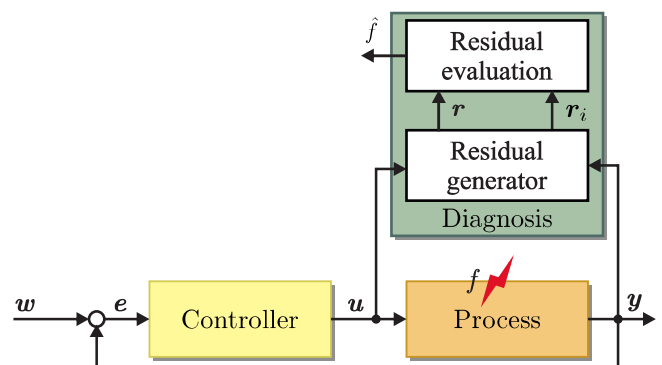 f̂
Residual
evaluation
r
r_i
Residual
generator
Diagnosis
f
w
e
Controller
u
Process
y